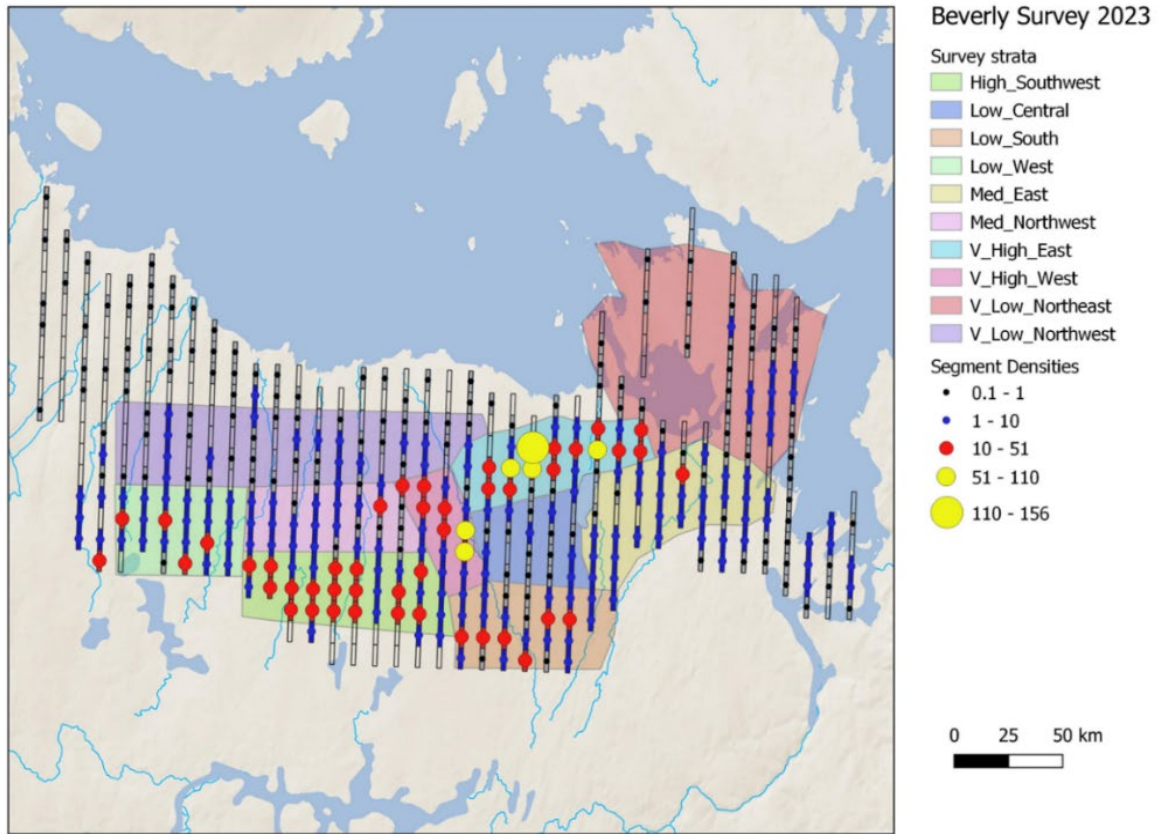 Beverly Survey 2023
Survey strata
High_Southwest
Low_Central
Low_South
Low_West
Med_East
Med_Northwest
V_High_East
V_High_West
V_Low_Northeast
V_Low_Northwest
Segment Densities
0.1 - 1
1 - 10
10 - 51
51 - 110
110 - 156
0 25 50 km